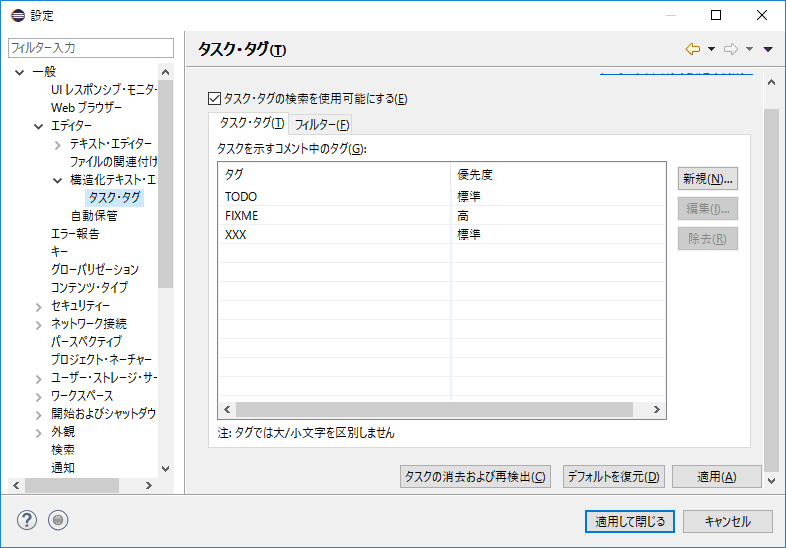 設定
フィルター入力
一般
UI レスポンシブ・モニター
Web ブラウザー
エディター
テキスト・エディター
ファイルの関連付け
構造化テキスト・エ
タスク・タグ
自動保管
エラー報告
キー
グローバリゼーション
コンテンツ・タイプ
セキュリティー
ネットワーク接続
パースペクティブ
プロジェクト・ネーチャー
ユーザー・ストレージ・サー
ワークスペース
開始およびシャットダウ
外観
検索
通知
タスク・タグ(T)
タスク・タグの検索を使用可能にする(E)
タスク・タグ(T) フィルター(F)
タスクを示すコメント中のタグ(G):
タグ 優先度
TODO 標準
FIXME 高
XXX 標準
新規(N)...
編集(I)...
除去(R)
注: タグでは大/小文字を区別しません
タスクの消去および再検出(C) デフォルトを復元(D) 適用(A)
適用して閉じる キャンセル